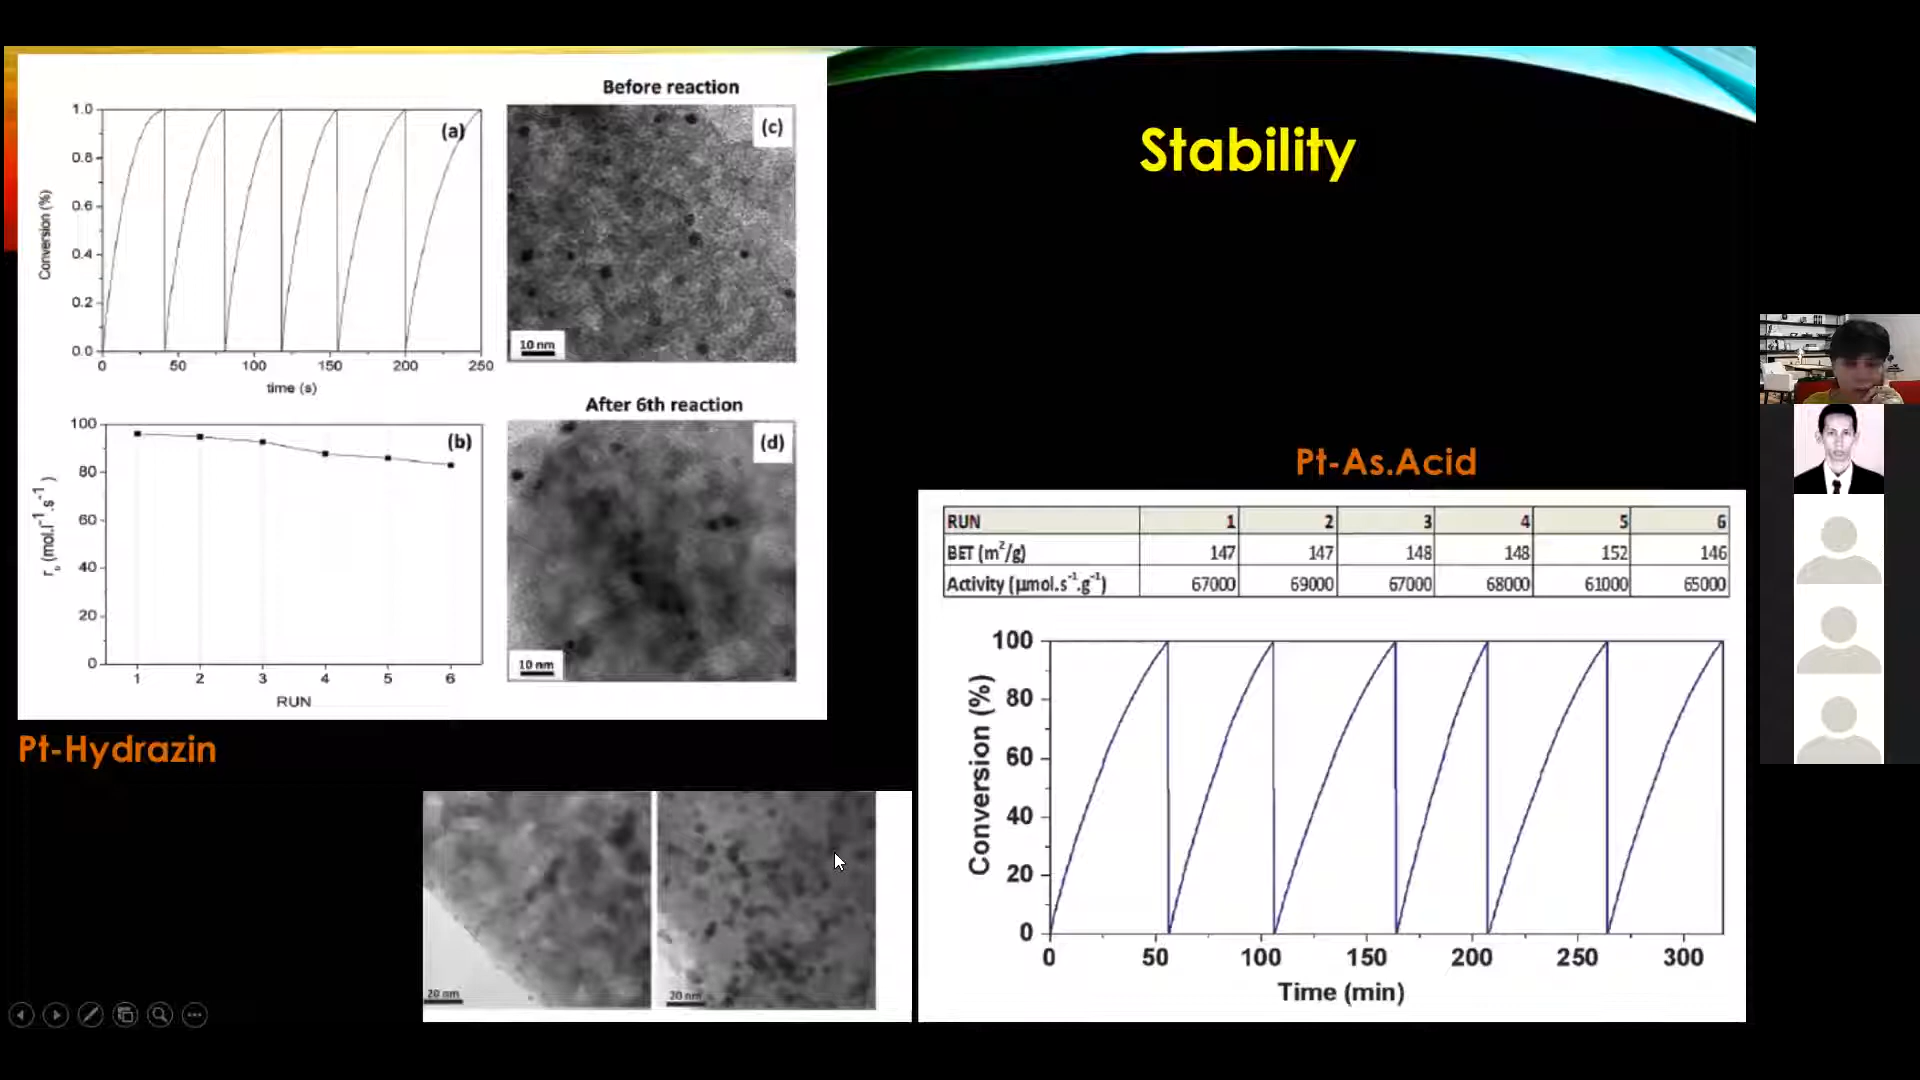 Stability
Before reaction
(a)
1.0
0.8
0.6
0.4
0.2
0.0
Conversion (%)
0 50 100 150 200 250
time (s)
(c)
10 nm
After 6th reaction
(b)
100
80
60
40
20
0
(mol.l⁻¹.s⁻¹)
1 2 3 4 5 6
RUN
(d)
10 nm
Pt-Hydrazin
20 nm
20 nm
Pt-As.Acid
RUN 1 2 3 4 5 6
BET (m²/g) 147 147 148 148 152 146
Activity (µmol.s⁻¹.g⁻¹) 67000 69000 67000 68000 61000 65000
100
80
60
40
20
0
Conversion (%)
0 50 100 150 200 250 300
Time (min)